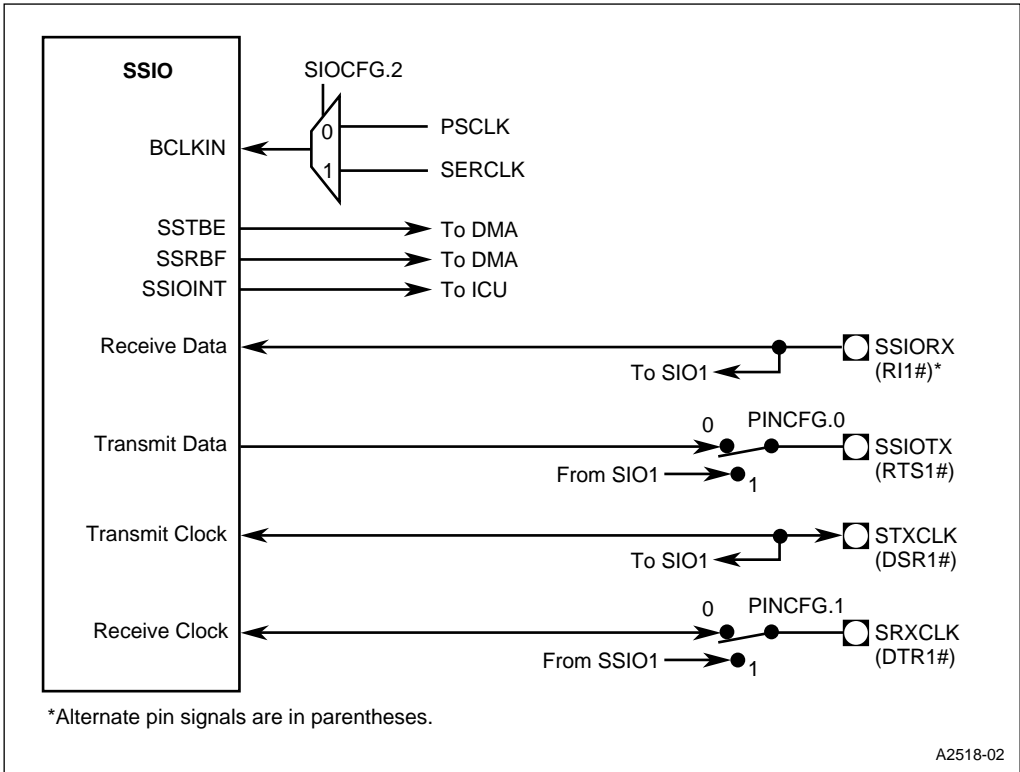 SSIO
SIOCFG.2
BCLKIN
0
PSCLK
1
SERCLK
SSTBE
To DMA
SSRBF
To DMA
SSIOINT
To ICU
Receive Data
To SIO1
SSIORX
(RI1#)*
Transmit Data
0
PINCFG.0
From SIO1
1
SSIOTX
(RTS1#)
Transmit Clock
To SIO1
STXCLK
(DSR1#)
Receive Clock
0
PINCFG.1
From SSIO1
1
SRXCLK
(DTR1#)
*Alternate pin signals are in parentheses.
A2518-02